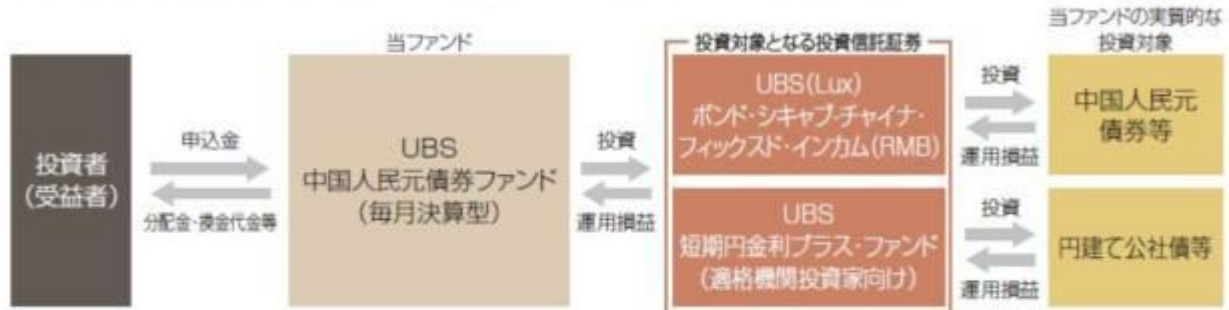 投資者
(受益者)
申込金
分配金・換金代金等
当ファンド
UBS
中国人民元債券ファンド
(毎月決算型)
投資
運用損益
投資対象となる投資信託証券
UBS(Lux)
ボンド・シキャブ・チャイナ・
フィックスド・インカム(RMB)
UBS
短期円金利プラス・ファンド
(適格機関投資家向け)
投資
運用損益
投資
運用損益
当ファンドの実質的な
投資対象
中国人民元
債券等
円建て公社債等